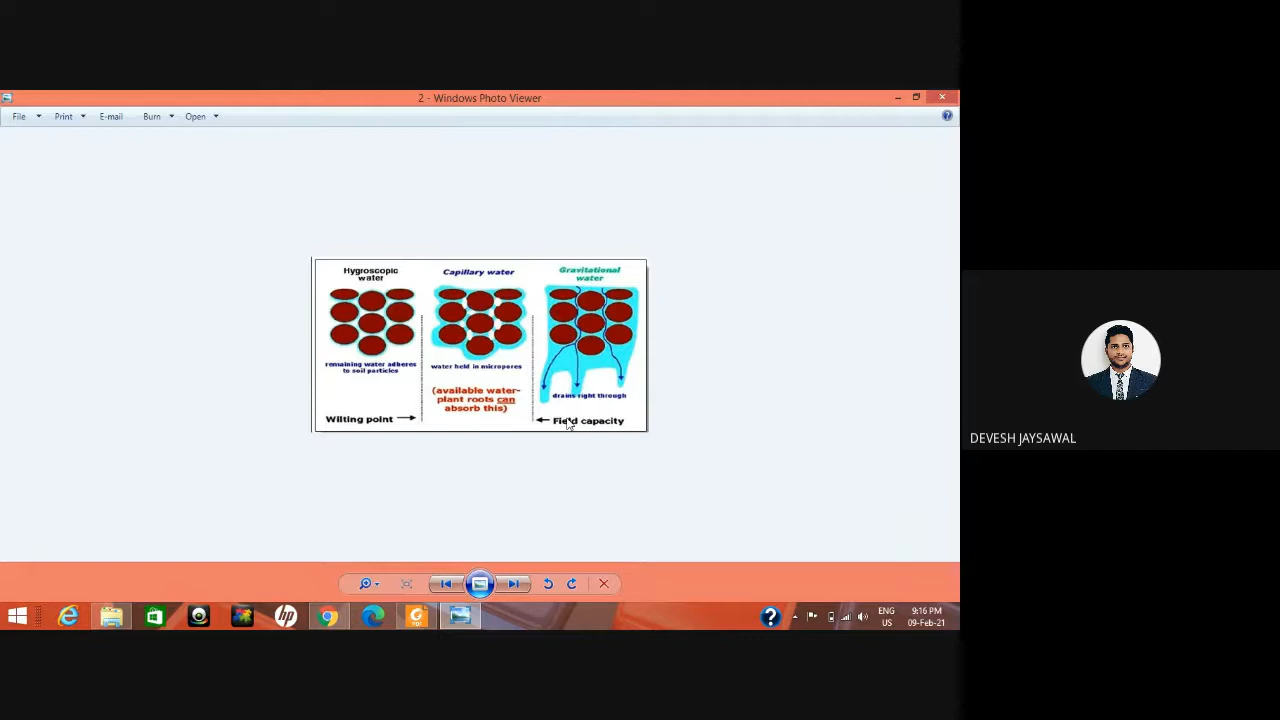 2 - Windows Photo Viewer
File Print E-mail Burn Open
Hygroscopic
water
Capillary water
Gravitational
water
remaining water adheres
to soil particles
water held in micropores
(available water-
plant roots can
absorb this)
drains right through
Wilting point
Field capacity
DEVESH JAYSAWAL
ENG
US
9:16 PM
09-Feb-21
hp